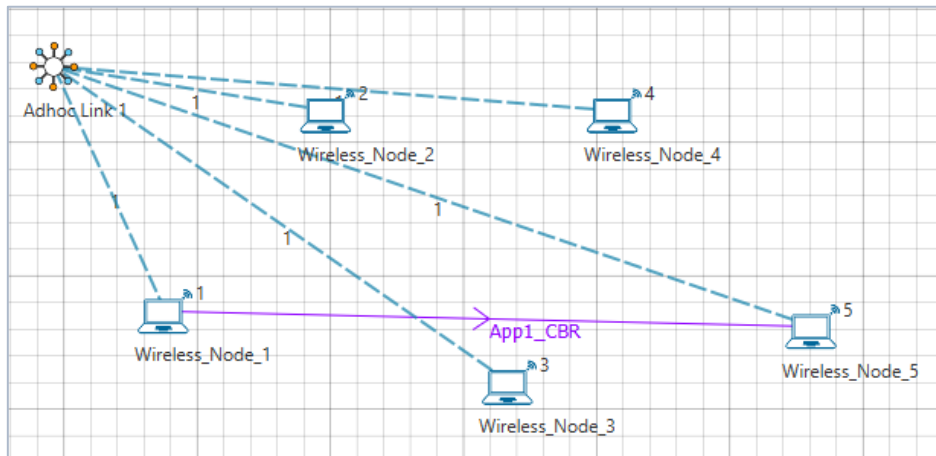 2
4
1
Adhoc Link 1
Wireless_Node_2
Wireless_Node_4
1
1
1
1
5
App1_CBR
Wireless_Node_1
3
Wireless_Node_5
Wireless_Node_3